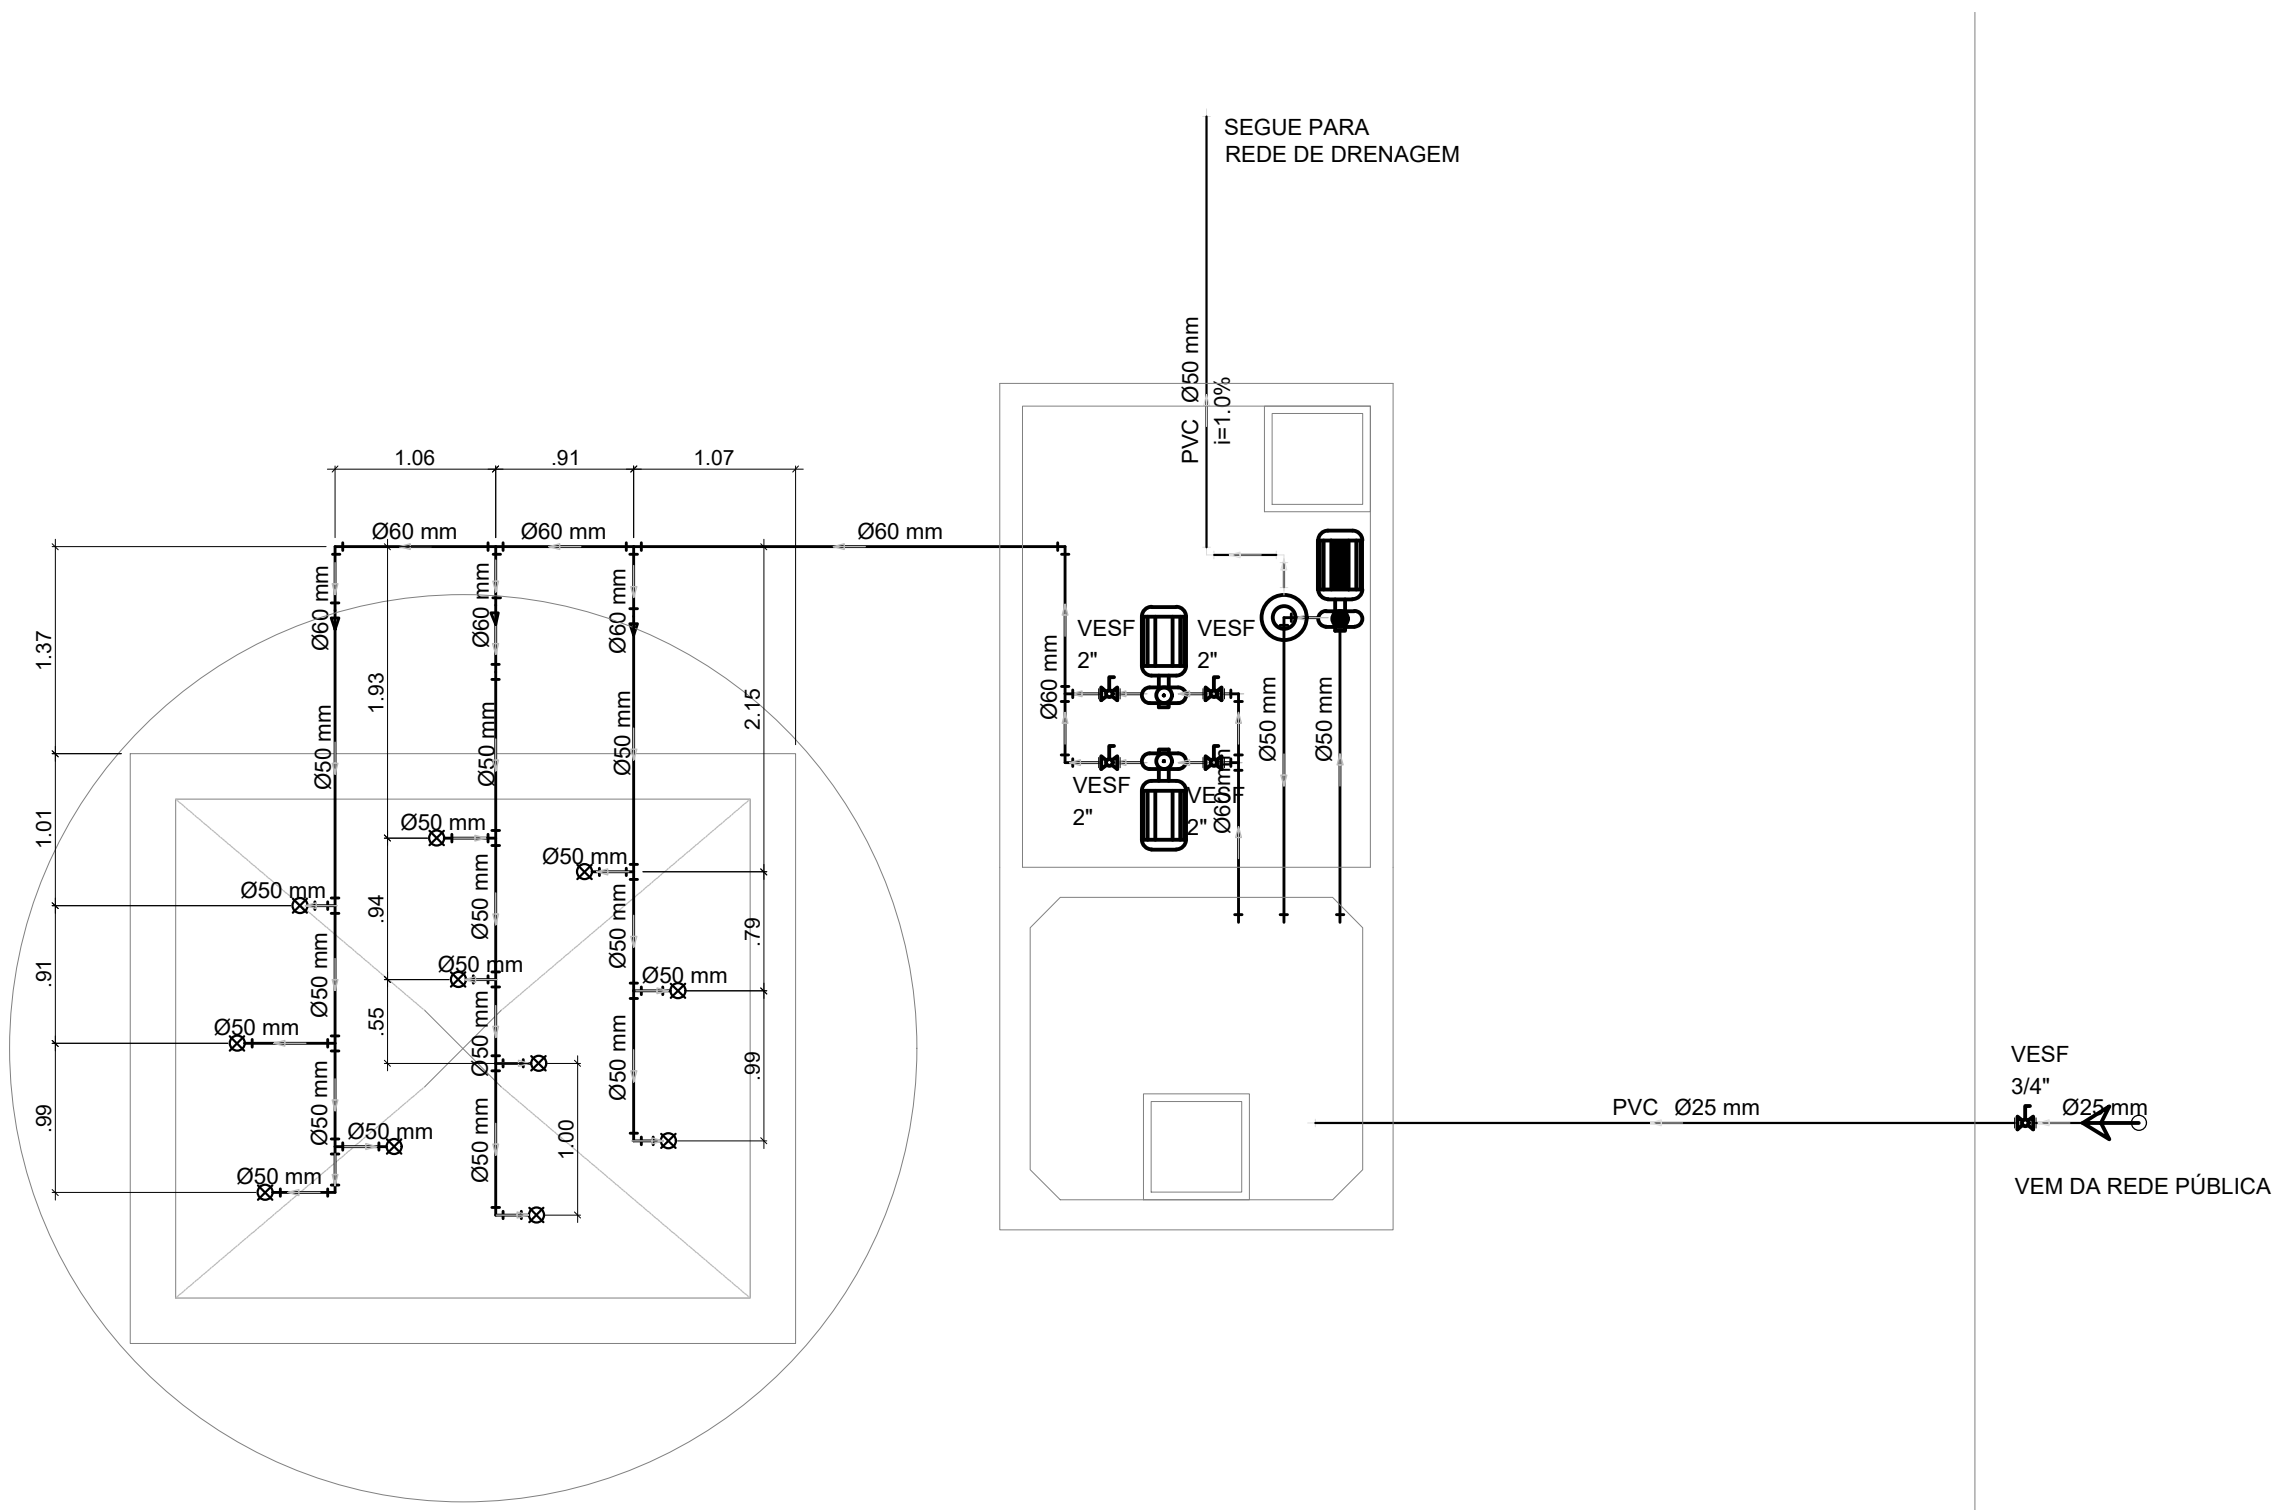 SEGUE PARA
REDE DE DRENAGEM
PVC Ø50 mm
i=1.0%
1.06
.91
1.07
Ø60 mm
Ø60 mm
Ø60 mm
Ø60 mm
Ø60 mm
Ø60 mm
1.37
1.93
2.15
Ø50 mm
Ø50 mm
Ø50 mm
VESF
2"
VESF
2"
Ø60 mm
Ø50 mm
Ø50 mm
VESF
2"
VESF
2"
Ø60 mm
1.01
Ø50 mm
Ø50 mm
Ø50 mm
.94
Ø50 mm
Ø50 mm
.79
.91
Ø50 mm
Ø50 mm
Ø50 mm
.55
Ø50 mm
Ø50 mm
Ø50 mm
.99
.99
Ø50 mm
Ø50 mm
Ø50 mm
1.00
Ø50 mm
VESF
3/4"
PVC Ø25 mm
Ø25 mm
VEM DA REDE PÚBLICA